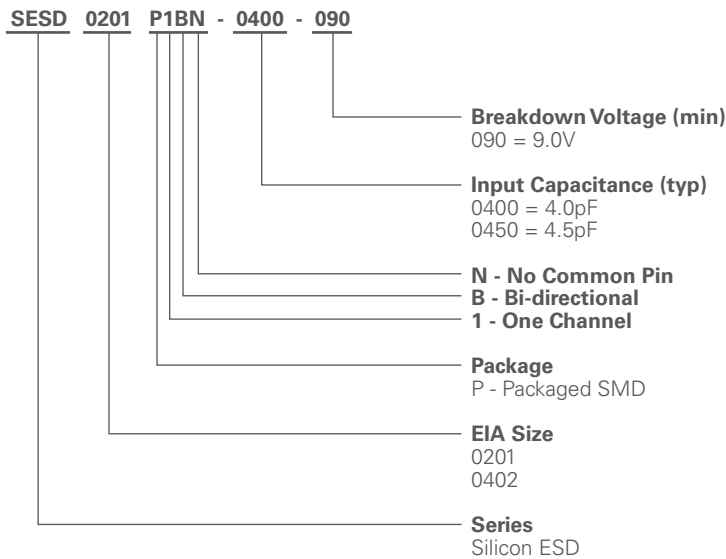 SESD 0201 P1BN - 0400 - 090
Breakdown Voltage (min)
090 = 9.0V
Input Capacitance (typ)
0400 = 4.0pF
0450 = 4.5pF
N - No Common Pin
B - Bi-directional
1 - One Channel
Package
P - Packaged SMD
EIA Size
0201
0402
Series
Silicon ESD